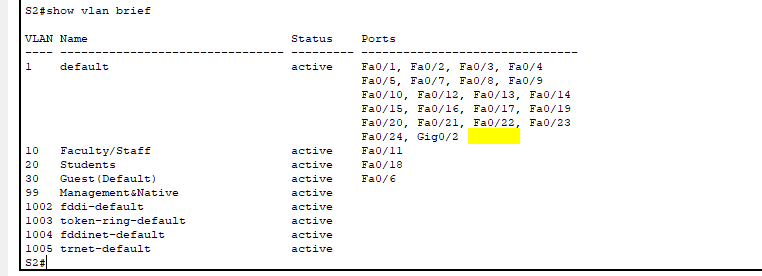 S2#show vlan brief
VLAN Name Status Ports
---- -------------------------------- --------- -------------------------------
1 default active Fa0/1, Fa0/2, Fa0/3, Fa0/4
Fa0/5, Fa0/7, Fa0/8, Fa0/9
Fa0/10, Fa0/12, Fa0/13, Fa0/14
Fa0/15, Fa0/16, Fa0/17, Fa0/19
Fa0/20, Fa0/21, Fa0/22, Fa0/23
Fa0/24, Gig0/2
10 Faculty/Staff active Fa0/11
20 Students active Fa0/18
30 Guest(Default) active Fa0/6
99 Management&Native active
1002 fddi-default active
1003 token-ring-default active
1004 fddinet-default active
1005 trnet-default active
S2#